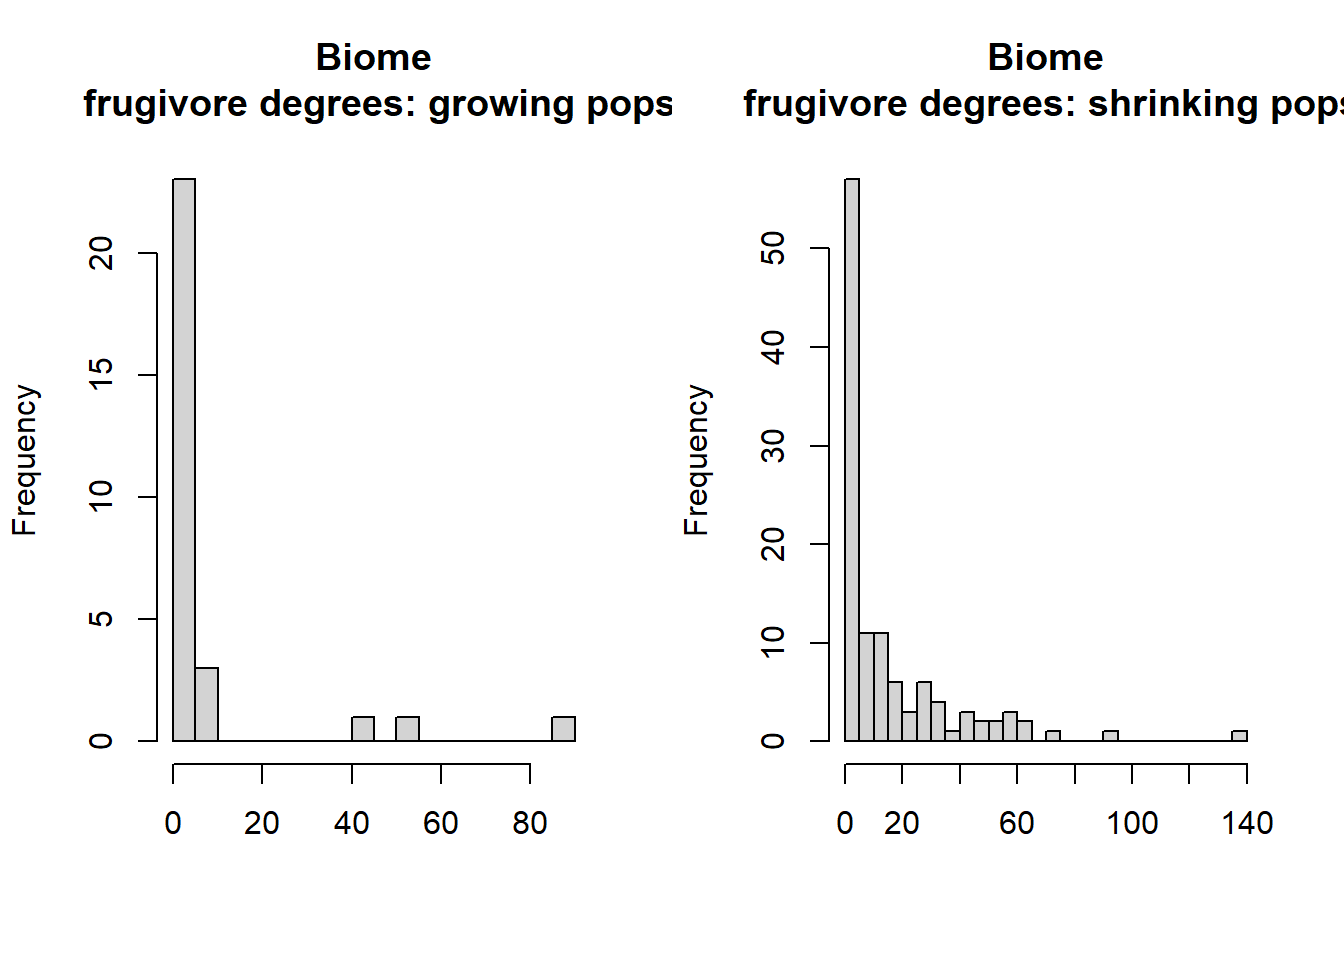 Biome
frugivore degrees: growing pops
Frequency
0 5 10 15 20
0 20 40 60 80
Biome
frugivore degrees: shrinking pops
Frequency
0 10 20 30 40 50
0 20 60 100 140